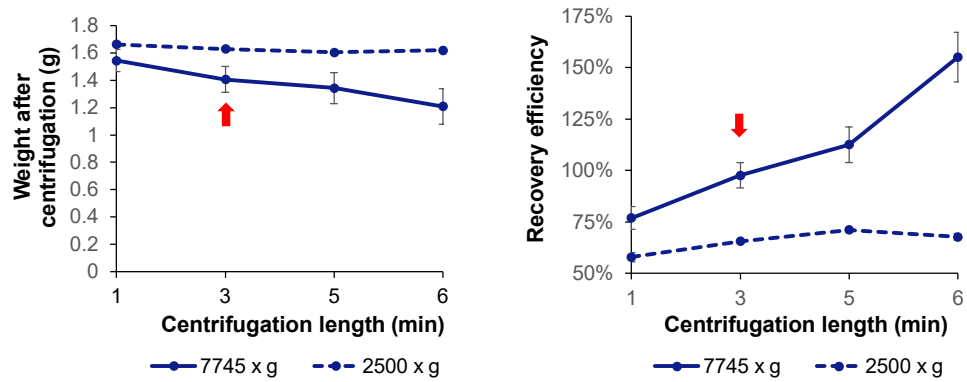 Weight after
centrifugation (g)
1.8
1.6
1.4
1.2
1
0.8
0.6
0.4
0.2
0
1 3 5 6
Centrifugation length (min)
7745 x g 2500 x g
Recovery efficiency
175%
150%
125%
100%
75%
50%
1 3 5 6
Centrifugation length (min)
7745 x g 2500 x g